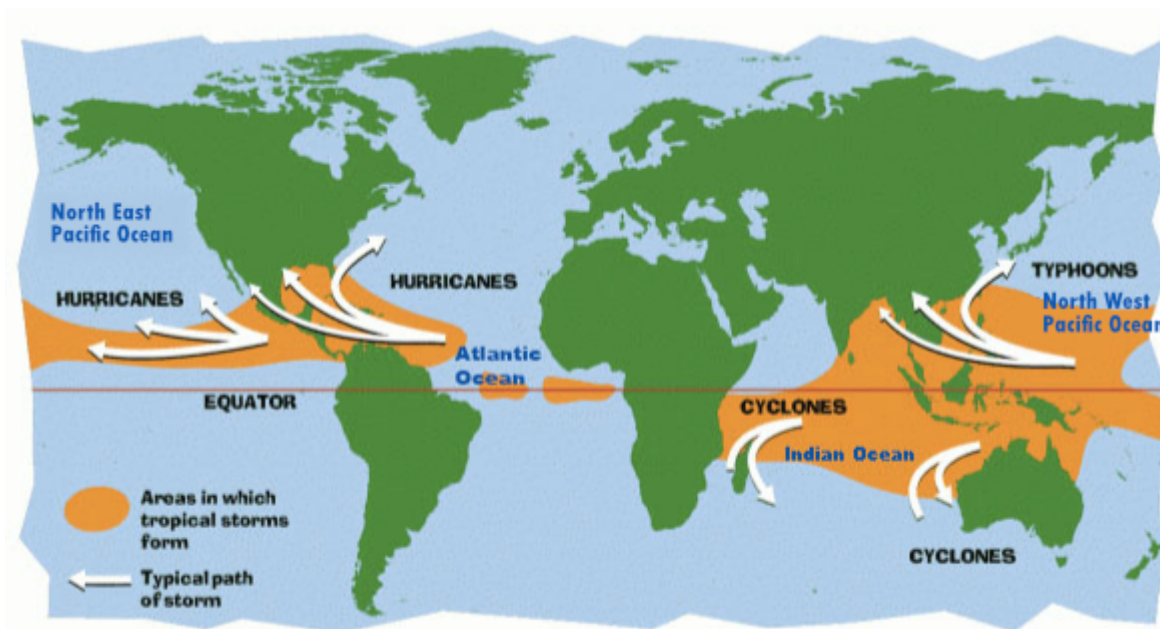 North East
Pacific Ocean
HURRICANES
HURRICANES
TYPHOONS
North West
Pacific Ocean
Atlantic
Ocean
EQUATOR
CYCLONES
Indian Ocean
CYCLONES
Areas in which
tropical storms
form
Typical path
of storm